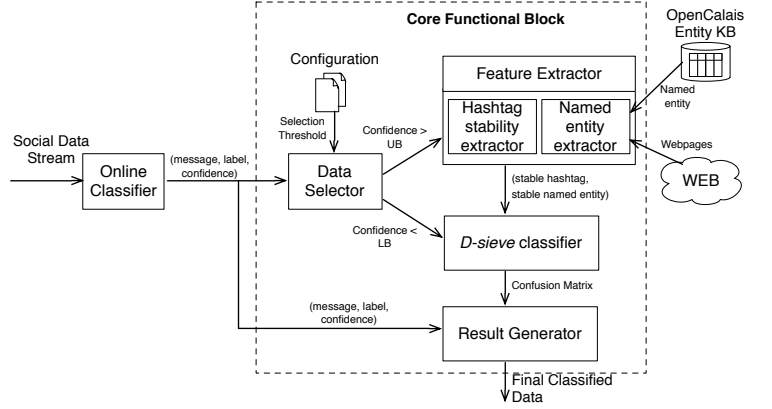 Core Functional Block
OpenCalais
Entity KB
Configuration
Feature Extractor
Named
entity
Selection
Threshold
Hashtag
stability
extractor
Named
entity
extractor
Social Data
Stream
Confidence >
UB
Webpages
(message, label,
confidence)
Online
Classifier
Data
Selector
WEB
(stable hashtag,
stable named entity)
Confidence <
LB
D-sieve classifier
Confusion Matrix
(message, label,
confidence)
Result Generator
Final Classified
Data